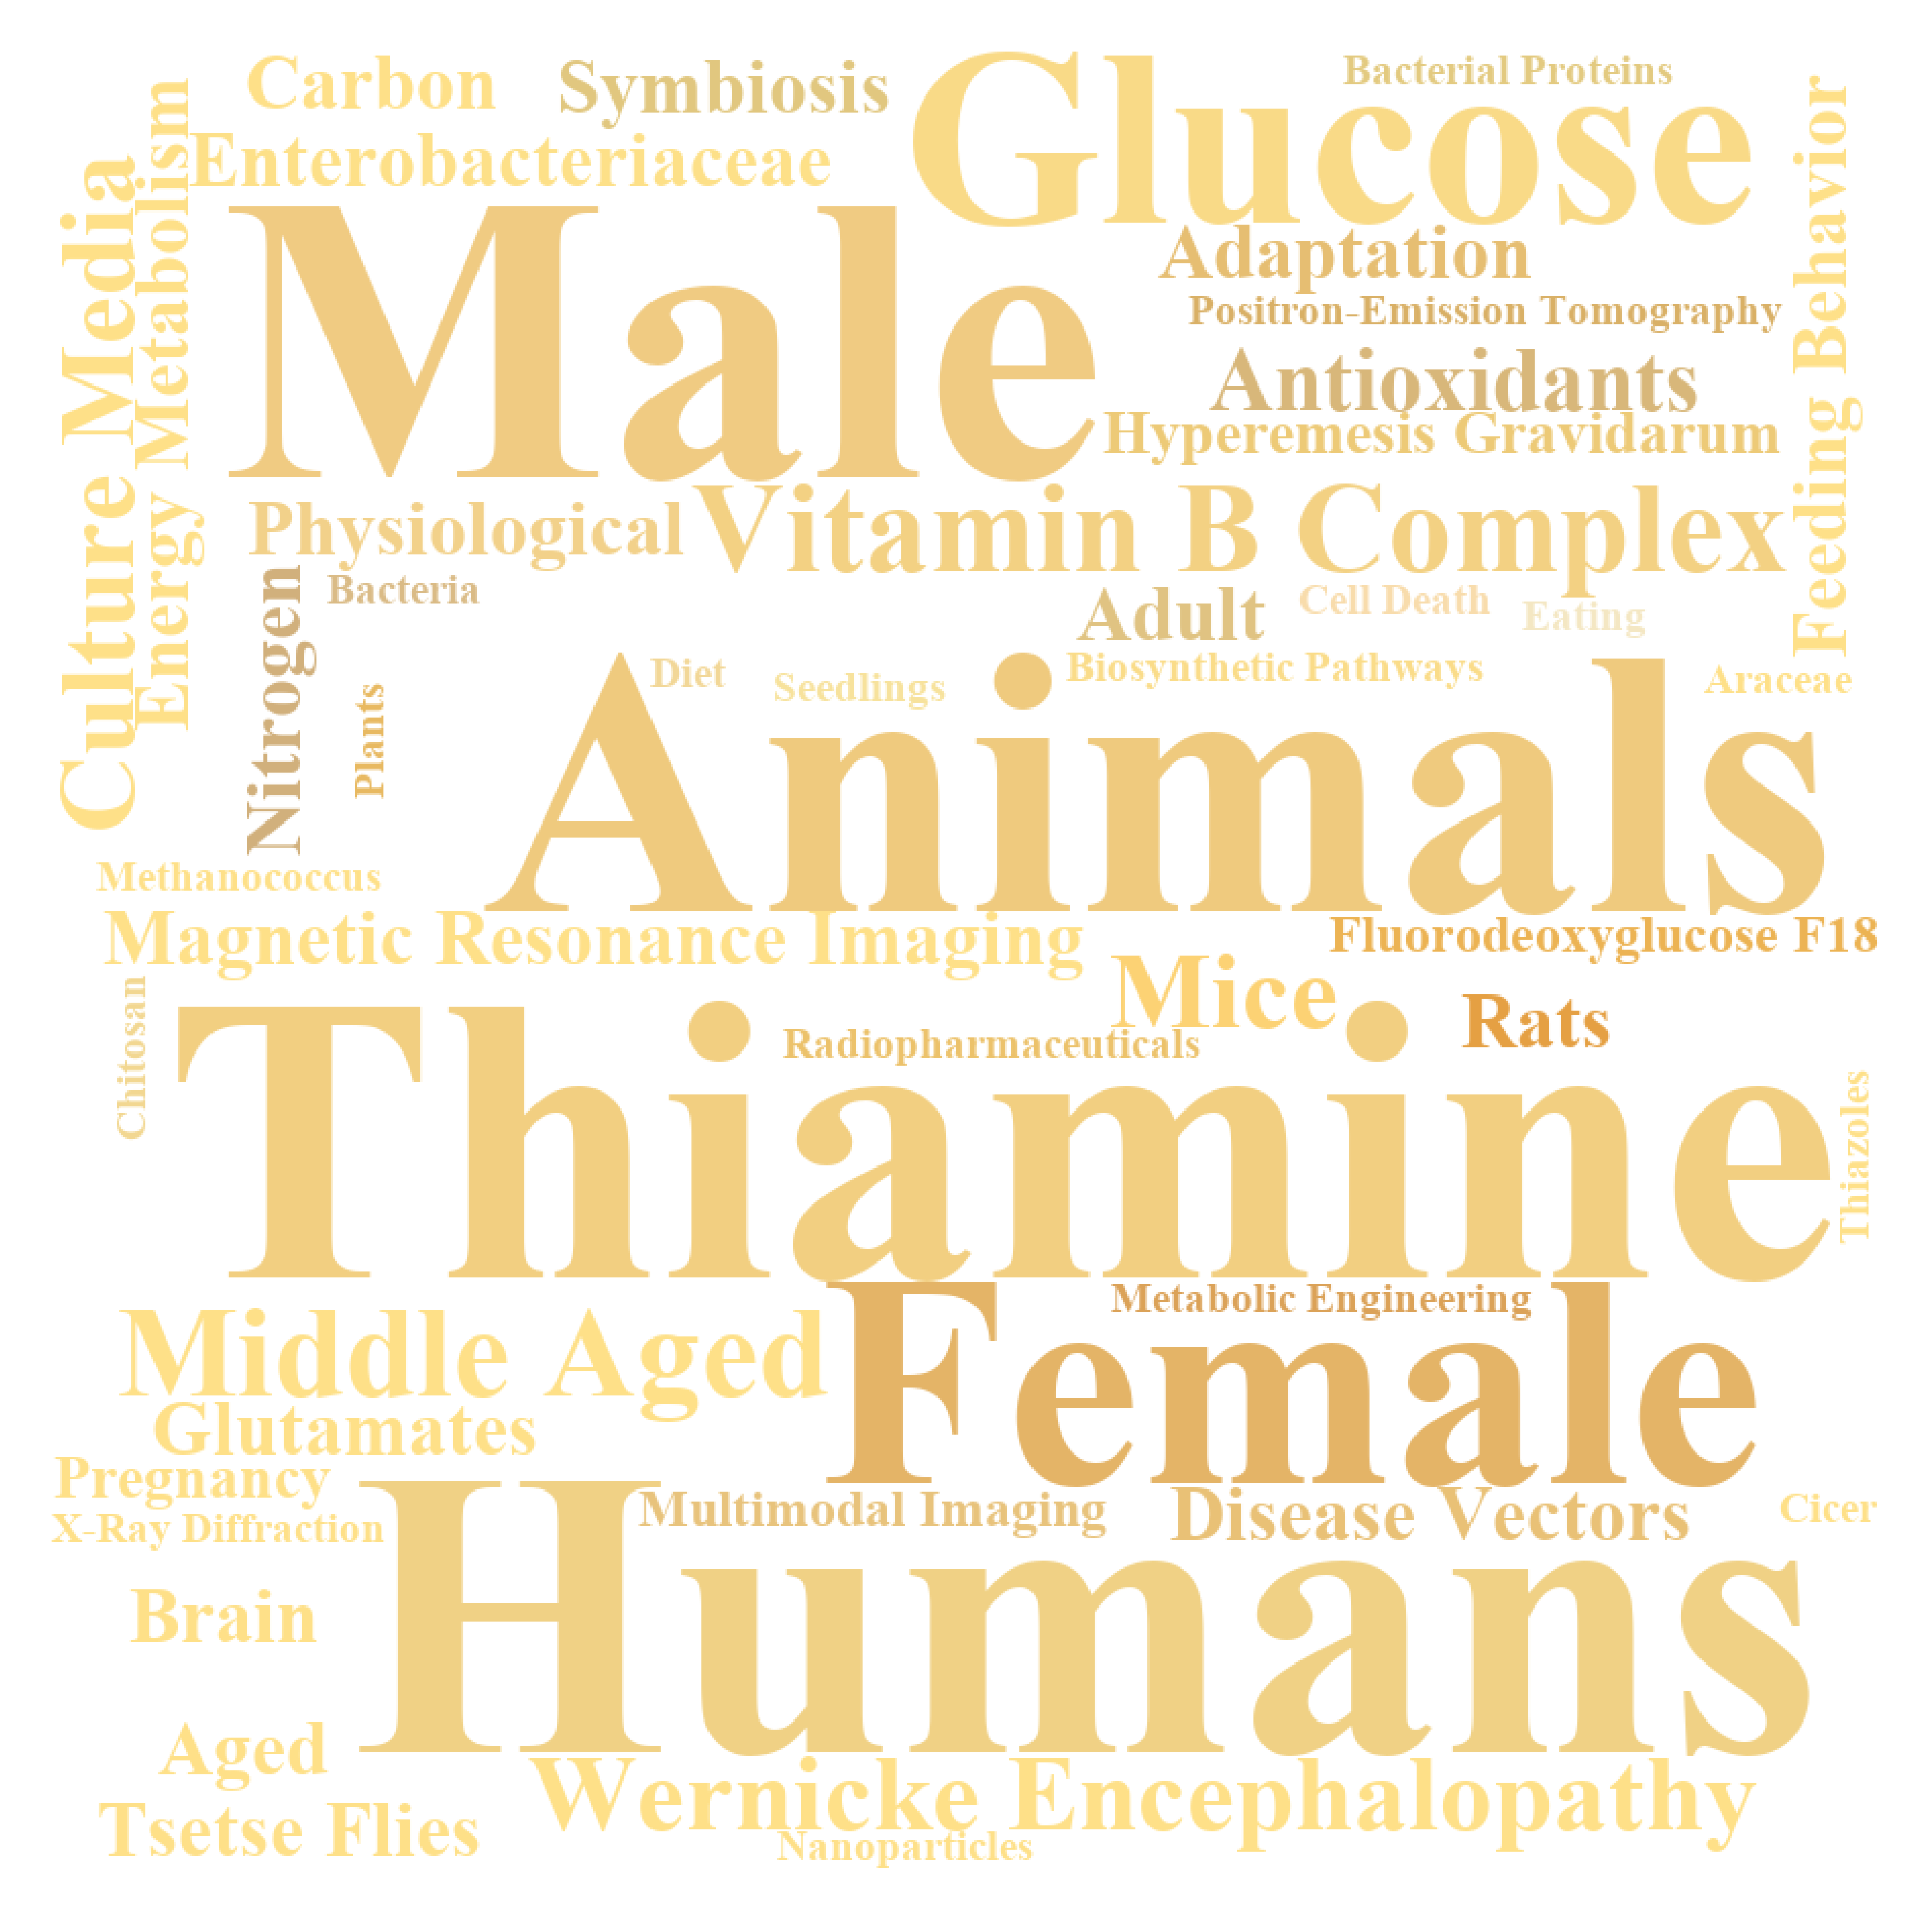 Carbon
Symbiosis
Glucose
Bacterial Proteins
Enterobacteriaceae
Culture Media
Energy Metabolism
Feeding Behavior
Male
Adaptation
Positron-Emission Tomography
Antioxidants
Hyperemesis Gravidarum
Physiological
Vitamin B Complex
Nitrogen
Bacteria
Adult
Cell Death
Eating
Diet
Seedlings
Biosynthetic Pathways
Araceae
Plants
Animals
Methanococcus
Magnetic Resonance Imaging
Fluorodeoxyglucose F18
Mice
Rats
Chitosan
Radiopharmaceuticals
Thiamine
Thiazoles
Metabolic Engineering
Middle Aged
Female
Glutamates
Pregnancy
Multimodal Imaging
Disease Vectors
Cicer
X-Ray Diffraction
Humans
Brain
Aged
Wernicke Encephalopathy
Tsetse Flies
Nanoparticles